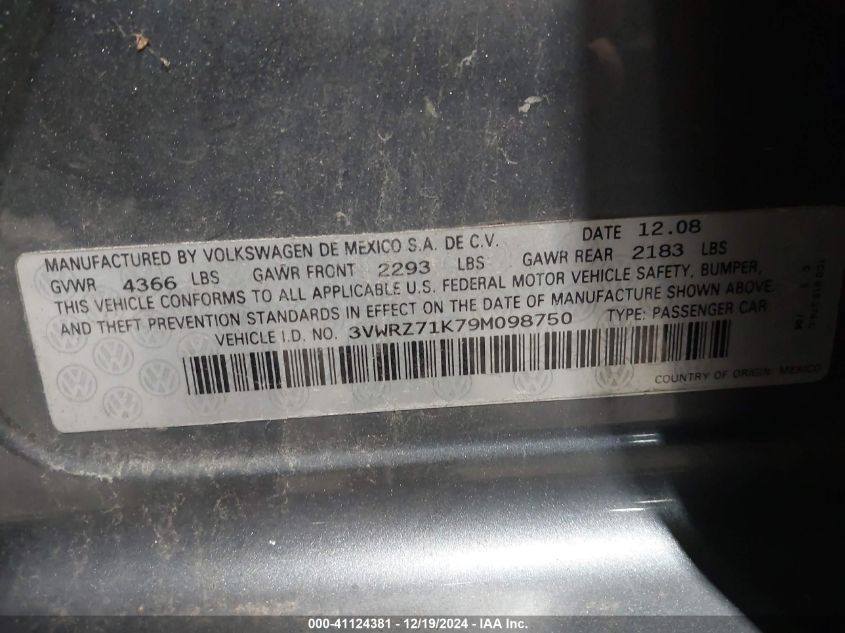 MANUFACTURED BY VOLKSWAGEN DE MEXICO S.A. DE C.V. DATE 12.08
GVWR 4366 LBS GAWR FRONT 2293 LBS GAWR REAR 2183 LBS
THIS VEHICLE CONFORMS TO ALL APPLICABLE U.S. FEDERAL MOTOR VEHICLE SAFETY, BUMPER,
AND THEFT PREVENTION STANDARDS IN EFFECT ON THE DATE OF MANUFACTURE SHOWN ABOVE.
VEHICLE I.D. NO. 3VWRZ71K79M098750 TYPE: PASSENGER CAR
COUNTRY OF ORIGIN: MEXICO
000-41124381 - 12/19/2024 - IAA Inc.